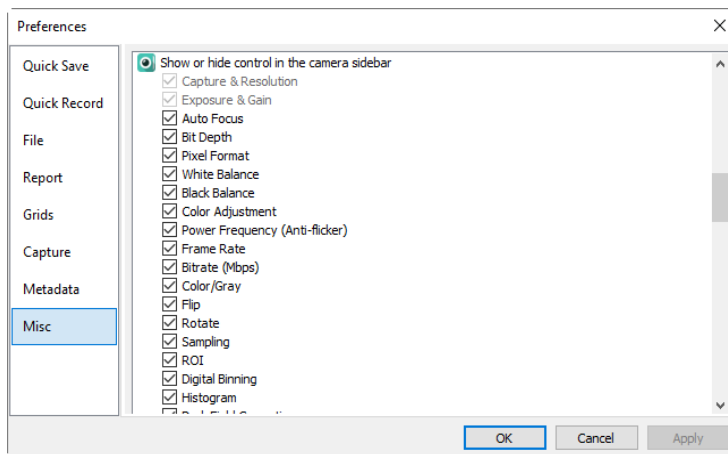 Preferences
Quick Save
Quick Record
File
Report
Grids
Capture
Metadata
Misc
Show or hide control in the camera sidebar
Capture & Resolution
Exposure & Gain
Auto Focus
Bit Depth
Pixel Format
White Balance
Black Balance
Color Adjustment
Power Frequency (Anti-flicker)
Frame Rate
Bitrate (Mbps)
Color/Gray
Flip
Rotate
Sampling
ROI
Digital Binning
Histogram
OK
Cancel
Apply